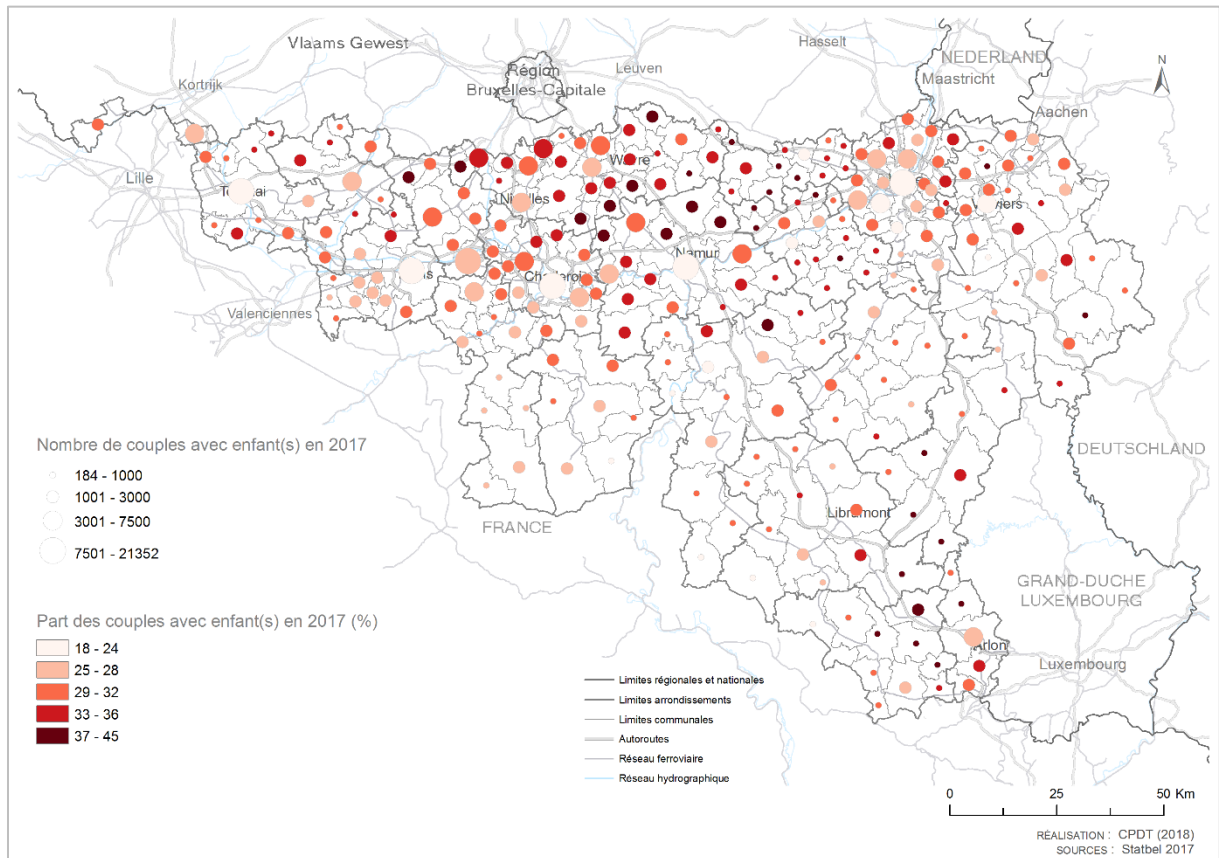 Vlaams Gewest
Hasselt
NEDERLAND
Maastricht
Kortrijk
Région
Bruxelles-Capitale
Leuven
Aachen
N
Lille
Namur
Valenciennes
Nombre de couples avec enfant(s) en 2017
184 - 1000
1001 - 3000
3001 - 7500
7501 - 21352
FRANCE
DEUTSCHLAND
Libramont
GRAND-DUCHE
LUXEMBOURG
Arlon
Luxembourg
Part des couples avec enfant(s) en 2017 (%)
18 - 24
25 - 28
29 - 32
33 - 36
37 - 45
Limites régionales et nationales
Limites arrondissements
Limites communales
Autoroutes
Réseau ferroviaire
Réseau hydrographique
0 25 50 Km
RÉALISATION : CPDT (2018)
SOURCES : Statbel 2017